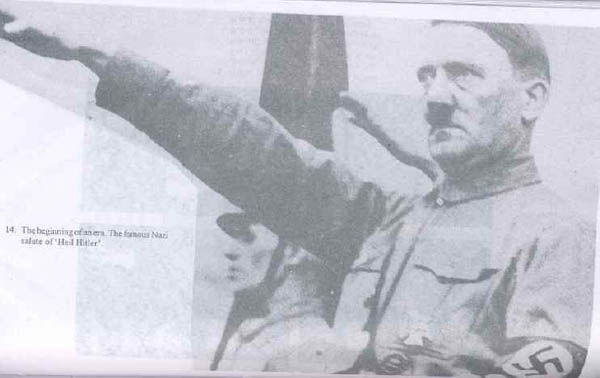 14. The beginning of an era. The famous Nazi
salute of 'Heil Hitler'.